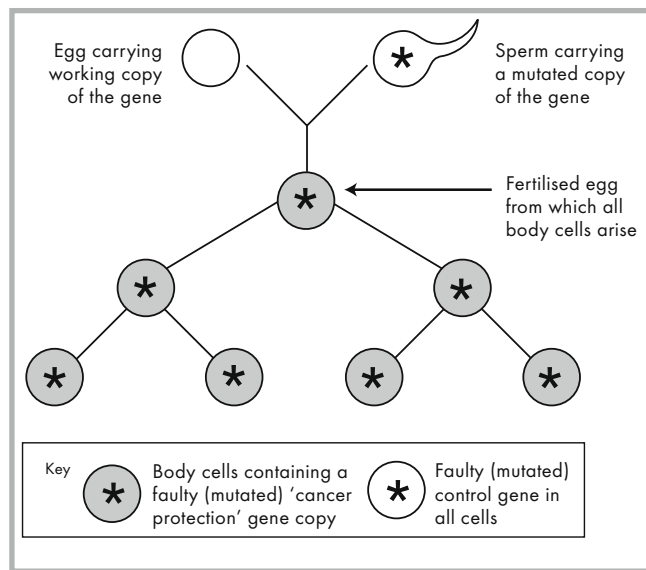 Egg carrying
working copy
of the gene
Sperm carrying
a mutated copy
of the gene
Fertilised egg
from which all
body cells arise
Key
Body cells containing a
faulty (mutated) ‘cancer
protection’ gene copy
Faulty (mutated)
control gene in
all cells